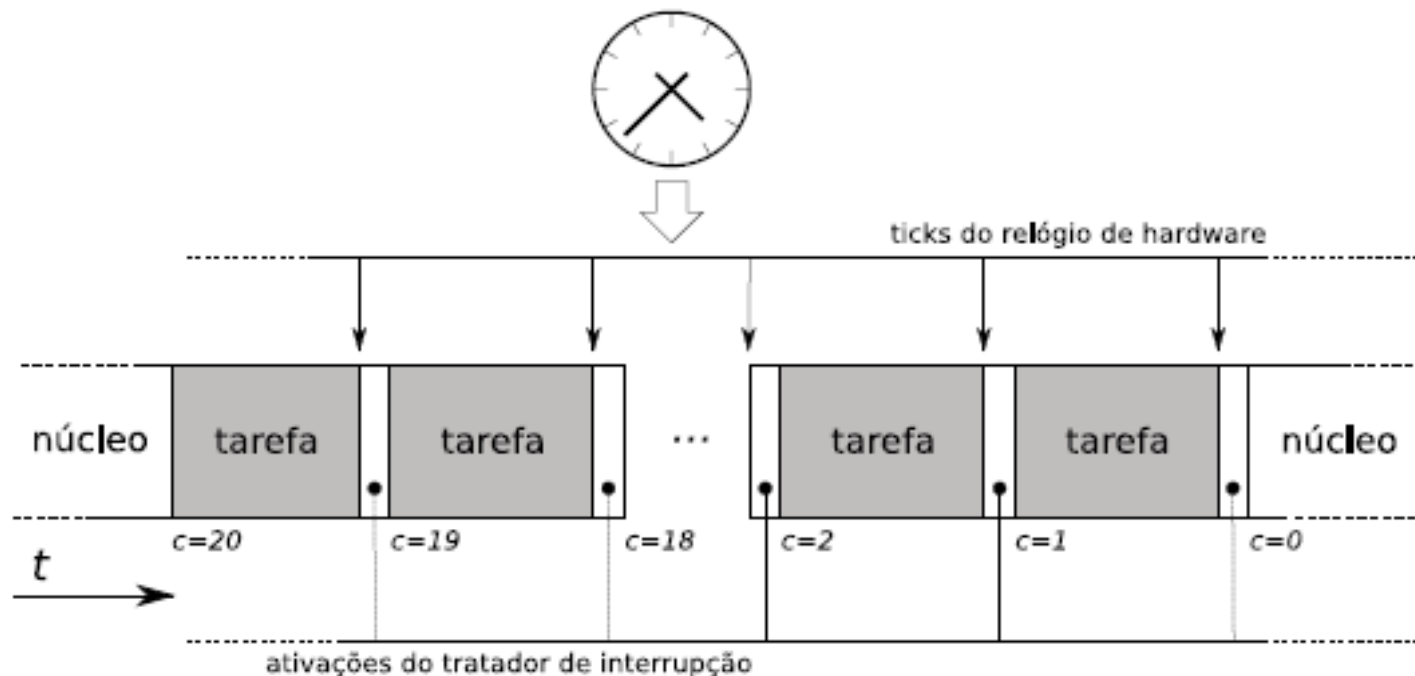 ticks do relógio de hardware
núcleo tarefa tarefa ... tarefa tarefa núcleo
c=20 c=19 c=18 c=2 c=1 c=0
t
ativações do tratador de interrupção